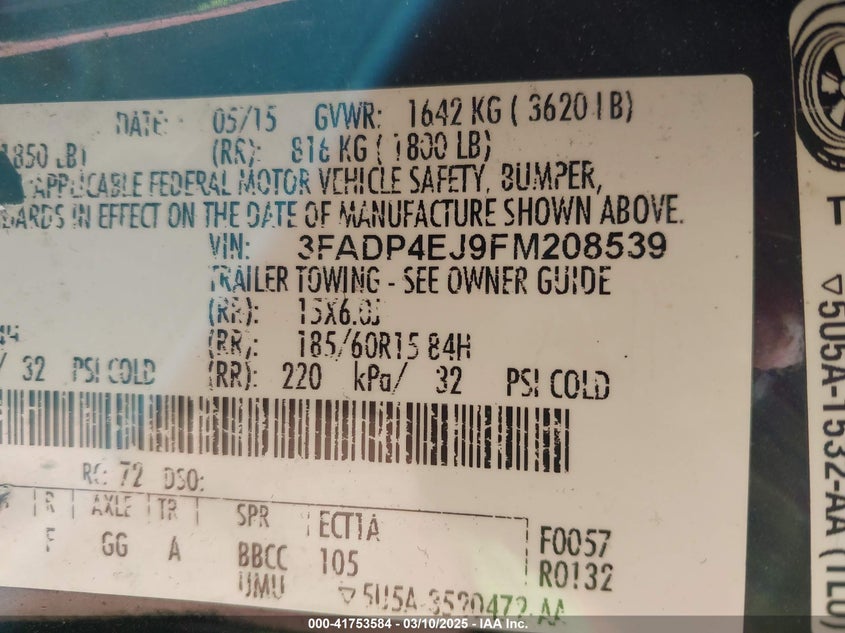 DATE: 05/15 GVWR: 1642 KG ( 3620 LB)
1850 LB) (RR): 816 KG ( 1800 LB)
APPLICABLE FEDERAL MOTOR VEHICLE SAFETY, BUMPER,
DARDS IN EFFECT ON THE DATE OF MANUFACTURE SHOWN ABOVE.
VIN: 3FADP4EJ9FM208539
TRAILER TOWING - SEE OWNER GUIDE
(RR): 15X6.0J
(RR): 185/60R15 84H
/ 32 PSI COLD (RR): 220 kPa/ 32 PSI COLD
RC: 72 DSO:
R AXLE TR SPR ECT1A
F GG A BBCC 105 F0057
UMU R0132
▽5U5A-3520472-AA
T
▽5U5A-1532-AA (TL0)
000-41753584 - 03/10/2025 - IAA Inc.